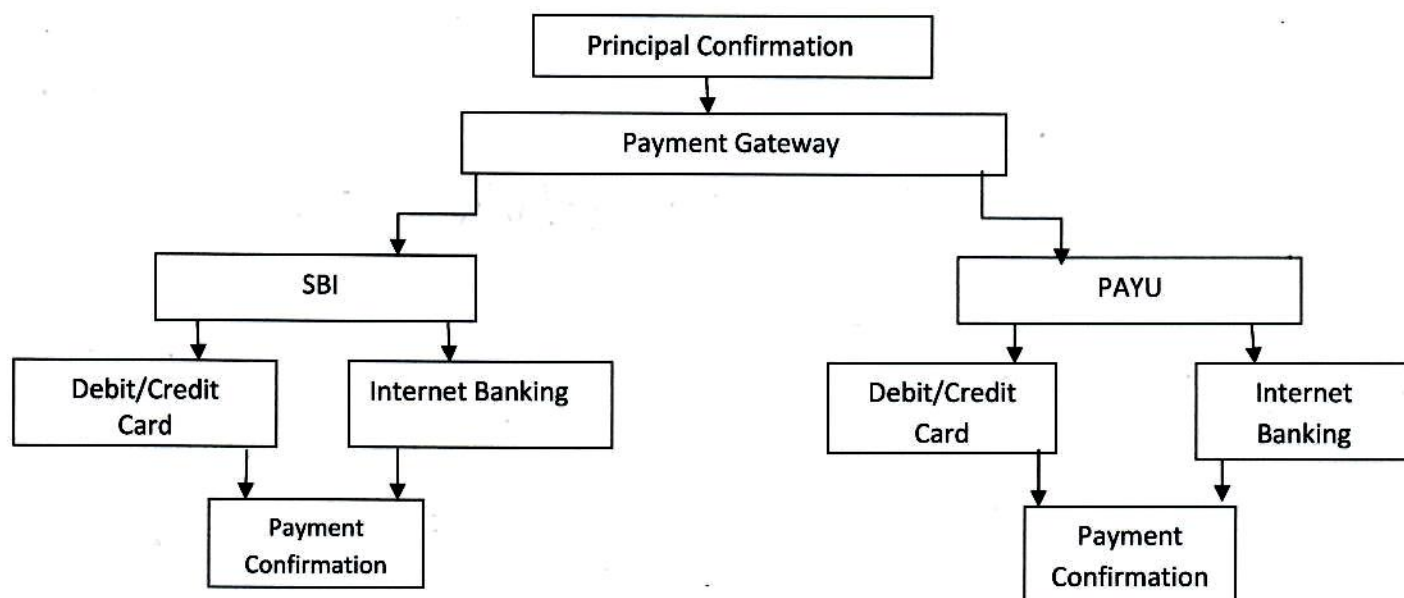 Principal Confirmation
Payment Gateway
SBI
PAYU
Debit/Credit
Card
Internet Banking
Debit/Credit
Card
Internet
Banking
Payment
Confirmation
Payment
Confirmation